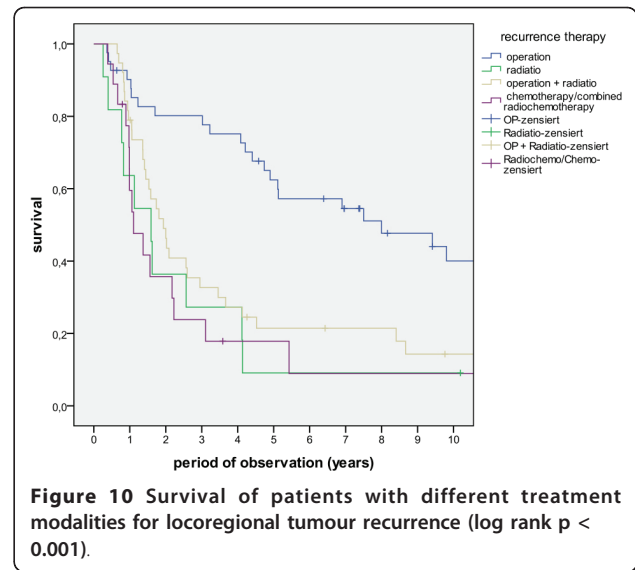 recurrence therapy
operation
radiatio
operation + radiatio
chemotherapy/combined
radiochemotherapy
OP-zensiert
Radiatio-zensiert
OP + Radiatio-zensiert
Radiochemo/Chemo-
zensiert
survival
1,0
0,8
0,6
0,4
0,2
0,0
0 1 2 3 4 5 6 7 8 9 10
period of observation (years)
Figure 10 Survival of patients with different treatment
modalities for locoregional tumour recurrence (log rank p <
0.001).